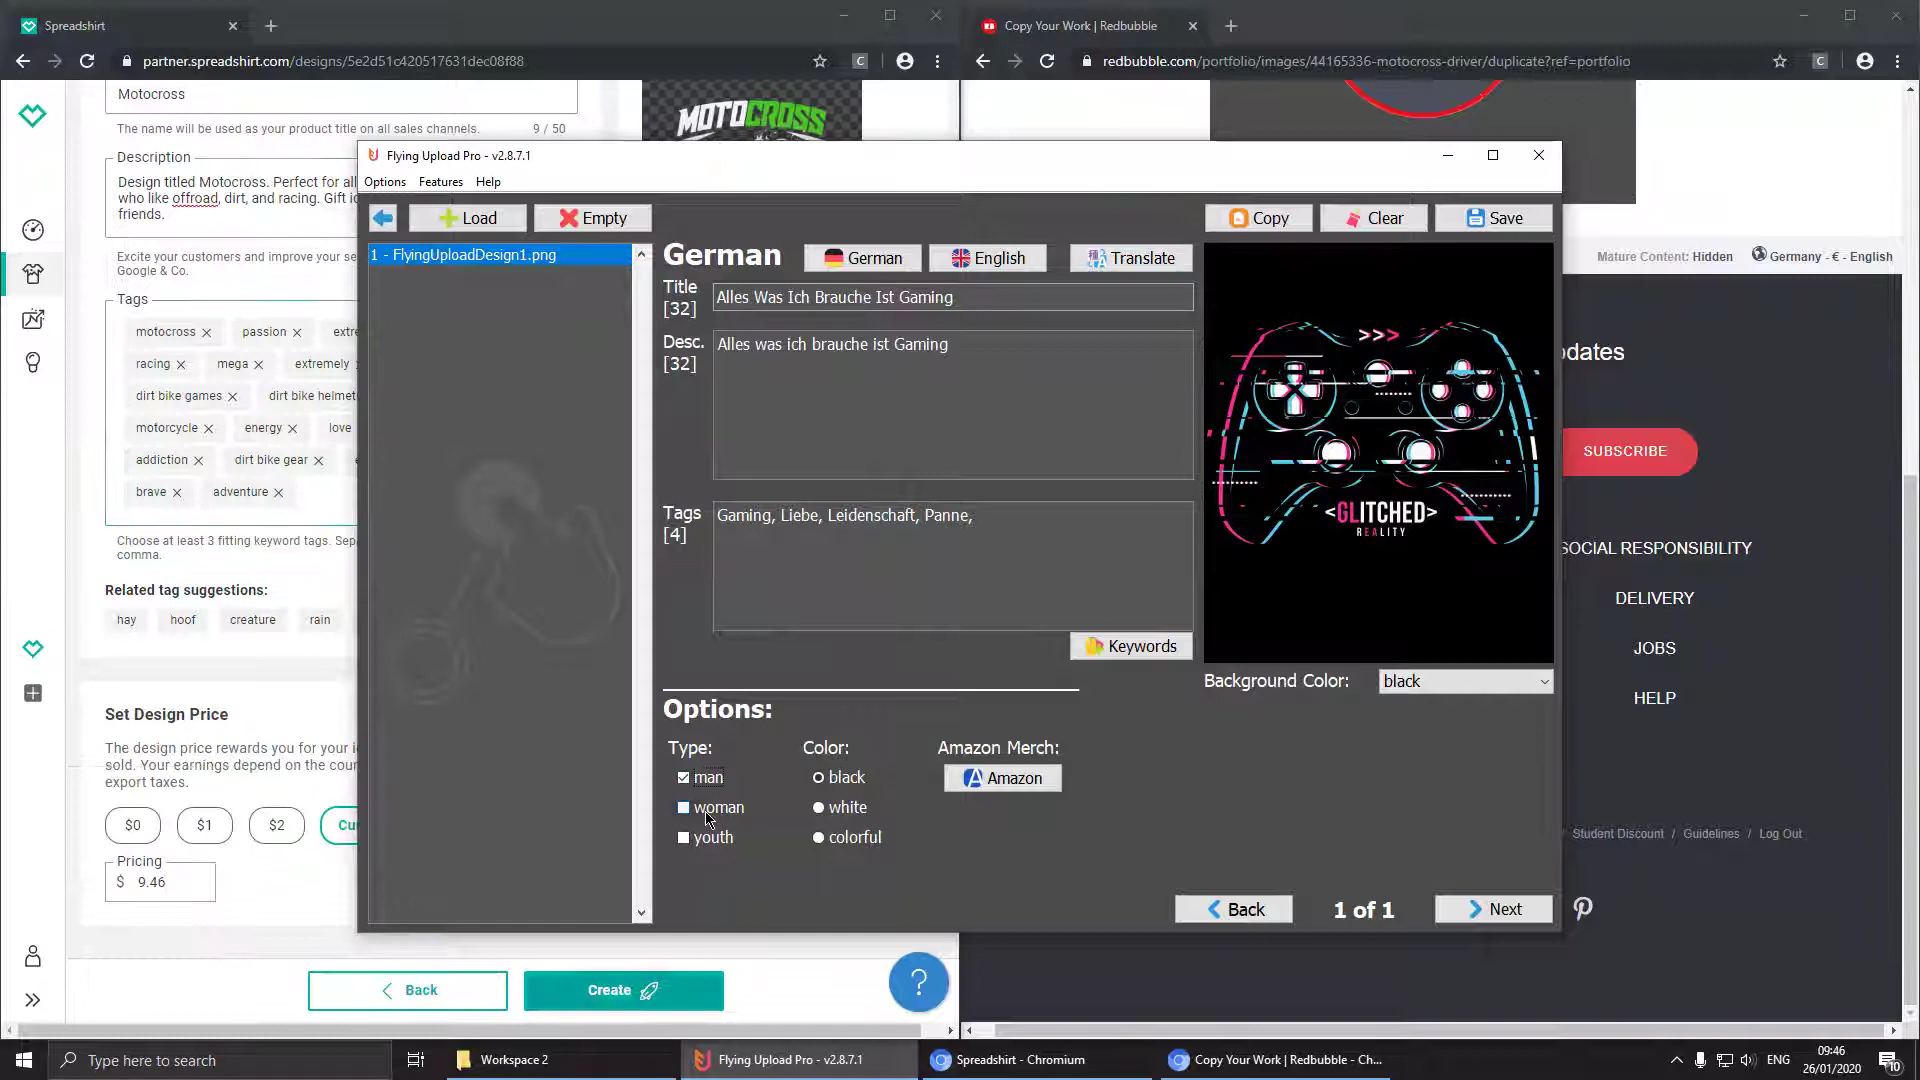 Spreadshirt
partner.spreadshirt.com/designs/5e2d51c420517631dec08f88
Copy Your Work | Redbubble
redbubble.com/portfolio/images/44165336-motocross-driver/duplicate?ref=portfolio
Motocross
The name will be used as your product title on all sales channels.
9 / 50
MOTOCROSS
Description
Design titled Motocross. Perfect for all
who like offroad, dirt, and racing. Gift
friends.
Excite your customers and improve your
Google & Co.
Tags
motocross
passion
racing
mega
extremely
dirt bike games
dirt bike helmet
motorcycle
energy
love
addiction
dirt bike gear
brave
adventure
Choose at least 3 fitting keyword tags.
comma.
Related tag suggestions:
hay
hoof
creature
rain
Set Design Price
The design price rewards you for your
sold. Your earnings depend on the
export taxes.
$0
$1
$2
Pricing
$ 9.46
Back
Create
?
Flying Upload Pro - v2.8.7.1
Options
Features
Help
Load
Empty
Copy
Clear
Save
1 - FlyingUploadDesign1.png
German
German
English
Translate
Title
[32]
Alles Was Ich Brauche Ist Gaming
Desc.
[32]
Alles was ich brauche ist Gaming
Tags
[4]
Gaming, Liebe, Leidenschaft, Panne,
Keywords
>>>
<GLITCHED>
REALITY
Background Color:
black
Options:
Type:
man
woman
youth
Color:
black
white
colorful
Amazon Merch:
Amazon
Back
1 of 1
Next
Mature Content: Hidden
Germany - € - English
SUBSCRIBE
SOCIAL RESPONSIBILITY
DELIVERY
JOBS
HELP
Student Discount / Guidelines / Log Out
Type here to search
Workspace 2
Flying Upload Pro - v2.8.7.1
Spreadshirt - Chromium
Copy Your Work | Redbubble - Ch...
ENG
09:46
26/01/2020
10